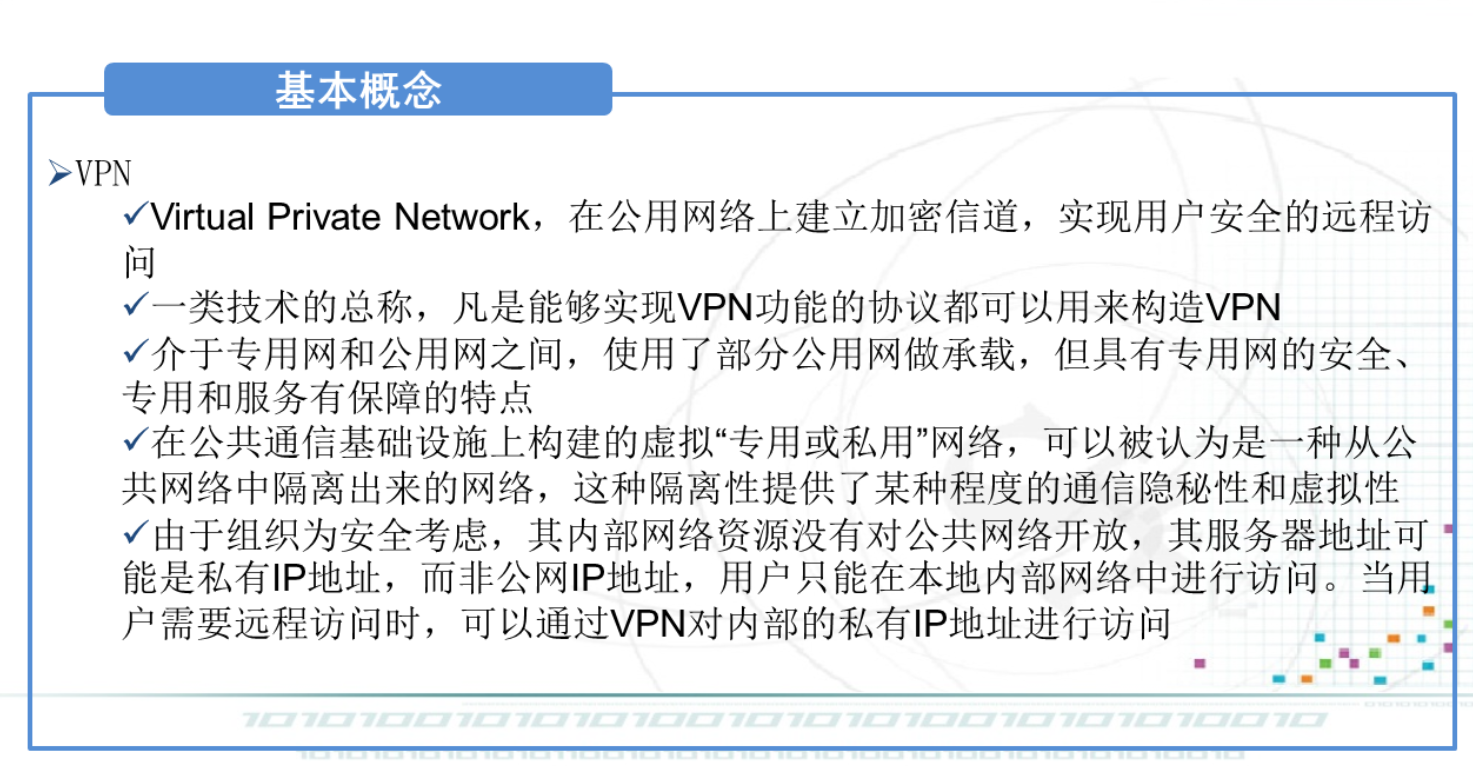 基本概念
➢VPN
✓Virtual Private Network，在公用网络上建立加密信道，实现用户安全的远程访
问
✓一类技术的总称，凡是能够实现VPN功能的协议都可以用来构造VPN
✓介于专用网和公用网之间，使用了部分公用网做承载，但具有专用网的安全、
专用和服务有保障的特点
✓在公共通信基础设施上构建的虚拟“专用或私用”网络，可以被认为是一种从公
共网络中隔离出来的网络，这种隔离性提供了某种程度的通信隐秘性和虚拟性
✓由于组织为安全考虑，其内部网络资源没有对公共网络开放，其服务器地址可
能是私有IP地址，而非公网IP地址，用户只能在本地内部网络中进行访问。当用
户需要远程访问时，可以通过VPN对内部的私有IP地址进行访问